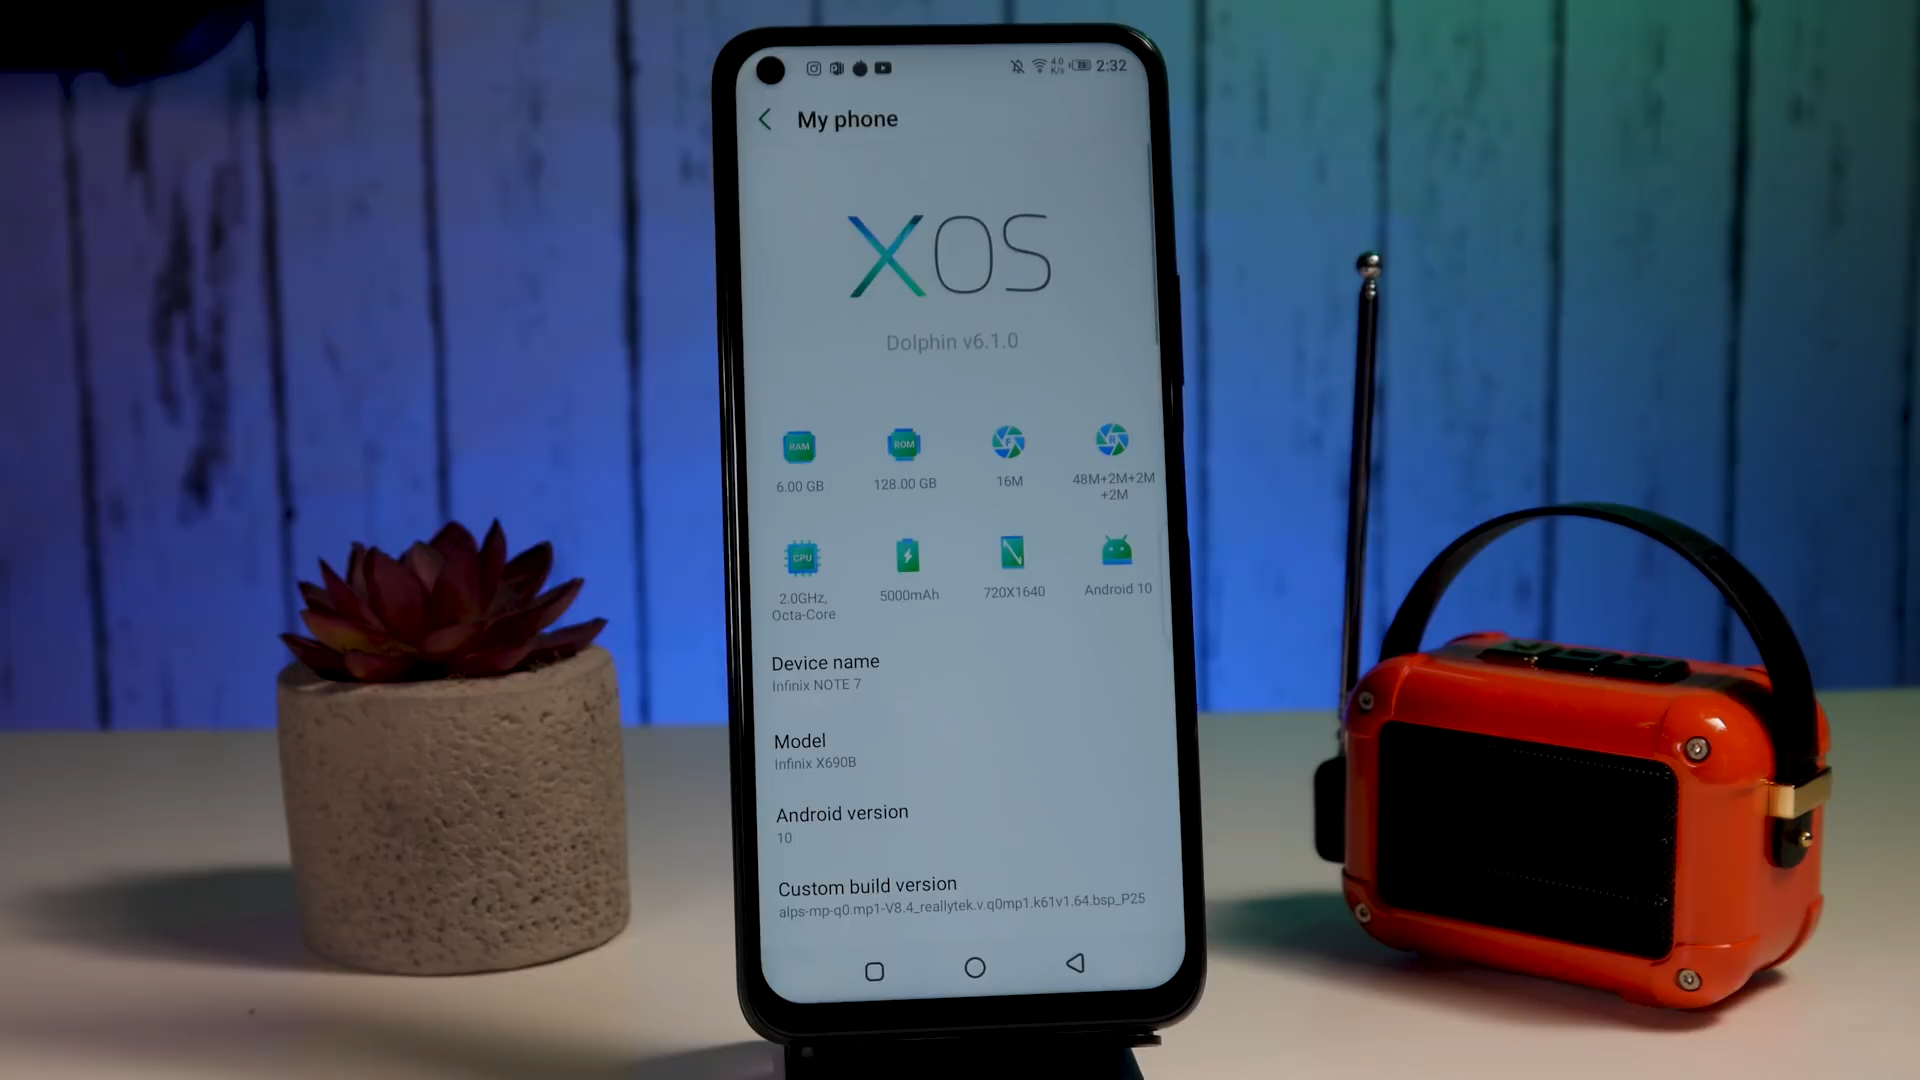 4.0
K/s
2:32
My phone
XOS
Dolphin v6.1.0
RAM
ROM
F
R
6.00 GB
128.00 GB
16M
48M+2M+2M
+2M
CPU
2.0GHz,
Octa-Core
5000mAh
720X1640
Android 10
Device name
Infinix NOTE 7
Model
Infinix X690B
Android version
10
Custom build version
alps-mp-q0.mp1-V8.4_reallytek.v.q0mp1.k61v1.64.bsp_P25